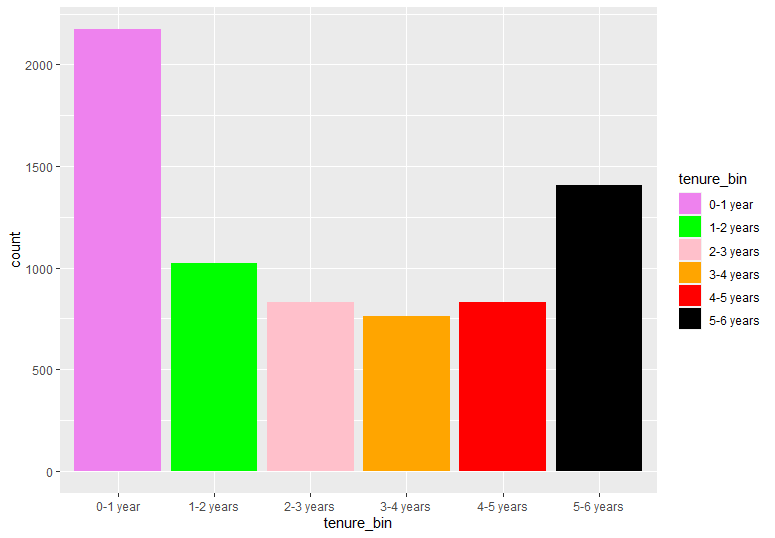 2000
1500
1000
500
0
count
0-1 year
1-2 years
2-3 years
3-4 years
4-5 years
5-6 years
tenure_bin
tenure_bin
0-1 year
1-2 years
2-3 years
3-4 years
4-5 years
5-6 years